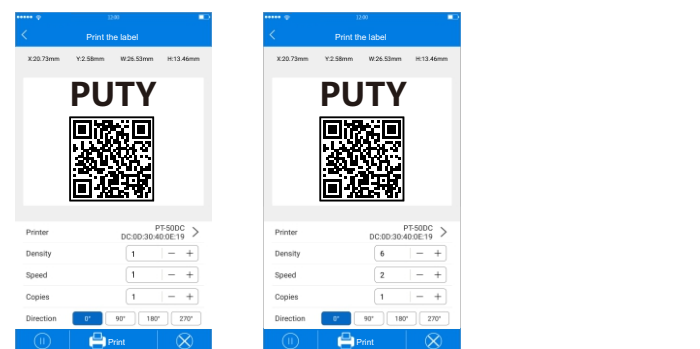 12:00
Print the label
X:20.73mm Y:2.58mm W:26.53mm H:13.46mm
PUTY
Printer PT-50DC
DC:0D:30:40:0E:19
Density 1 − +
Speed 1 − +
Copies 1 − +
Direction 0° 90° 180° 270°
Print
12:00
Print the label
X:20.73mm Y:2.58mm W:26.53mm H:13.46mm
PUTY
Printer PT-50DC
DC:0D:30:40:0E:19
Density 6 − +
Speed 2 − +
Copies 1 − +
Direction 0° 90° 180° 270°
Print